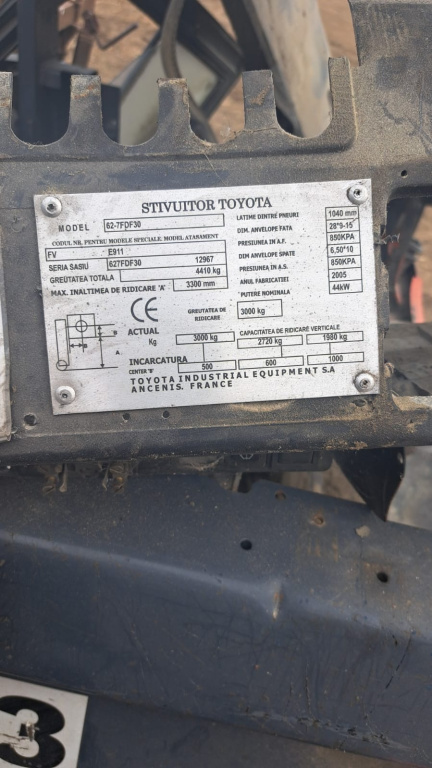 STIVUITOR TOYOTA
MODEL 62-7FDF30
CODUL NR. PENTRU MODELE SPECIALE. MODEL ATASAMENT
FV E911
SERIA SASIU 627FDF30 12967
GREUTATEA TOTALA 4410 kg
MAX. INALTIMEA DE RIDICARE 'A' 3300 mm
LATIME DINTRE PNEURI 1040 mm
DIM. ANVELOPE FATA 28*9-15
PRESIUNEA IN A.F. 850KPA
DIM ANVELOPE SPATE 6,50*10
PRESIUNEA IN A.S. 850KPA
ANUL FABRICATIEI 2005
PUTERE NOMINALA 44kW
CE
GREUTATEA DE RIDICARE 3000 kg
B
B
A
ACTUAL Kg
CAPACITATEA DE RIDICARE VERTICALE
3000 kg 2720 kg 1980 kg
INCARCATURA
CENTER 'B' 500 600 1000
TOYOTA INDUSTRIAL EQUIPMENT S.A
ANCENIS. FRANCE
3